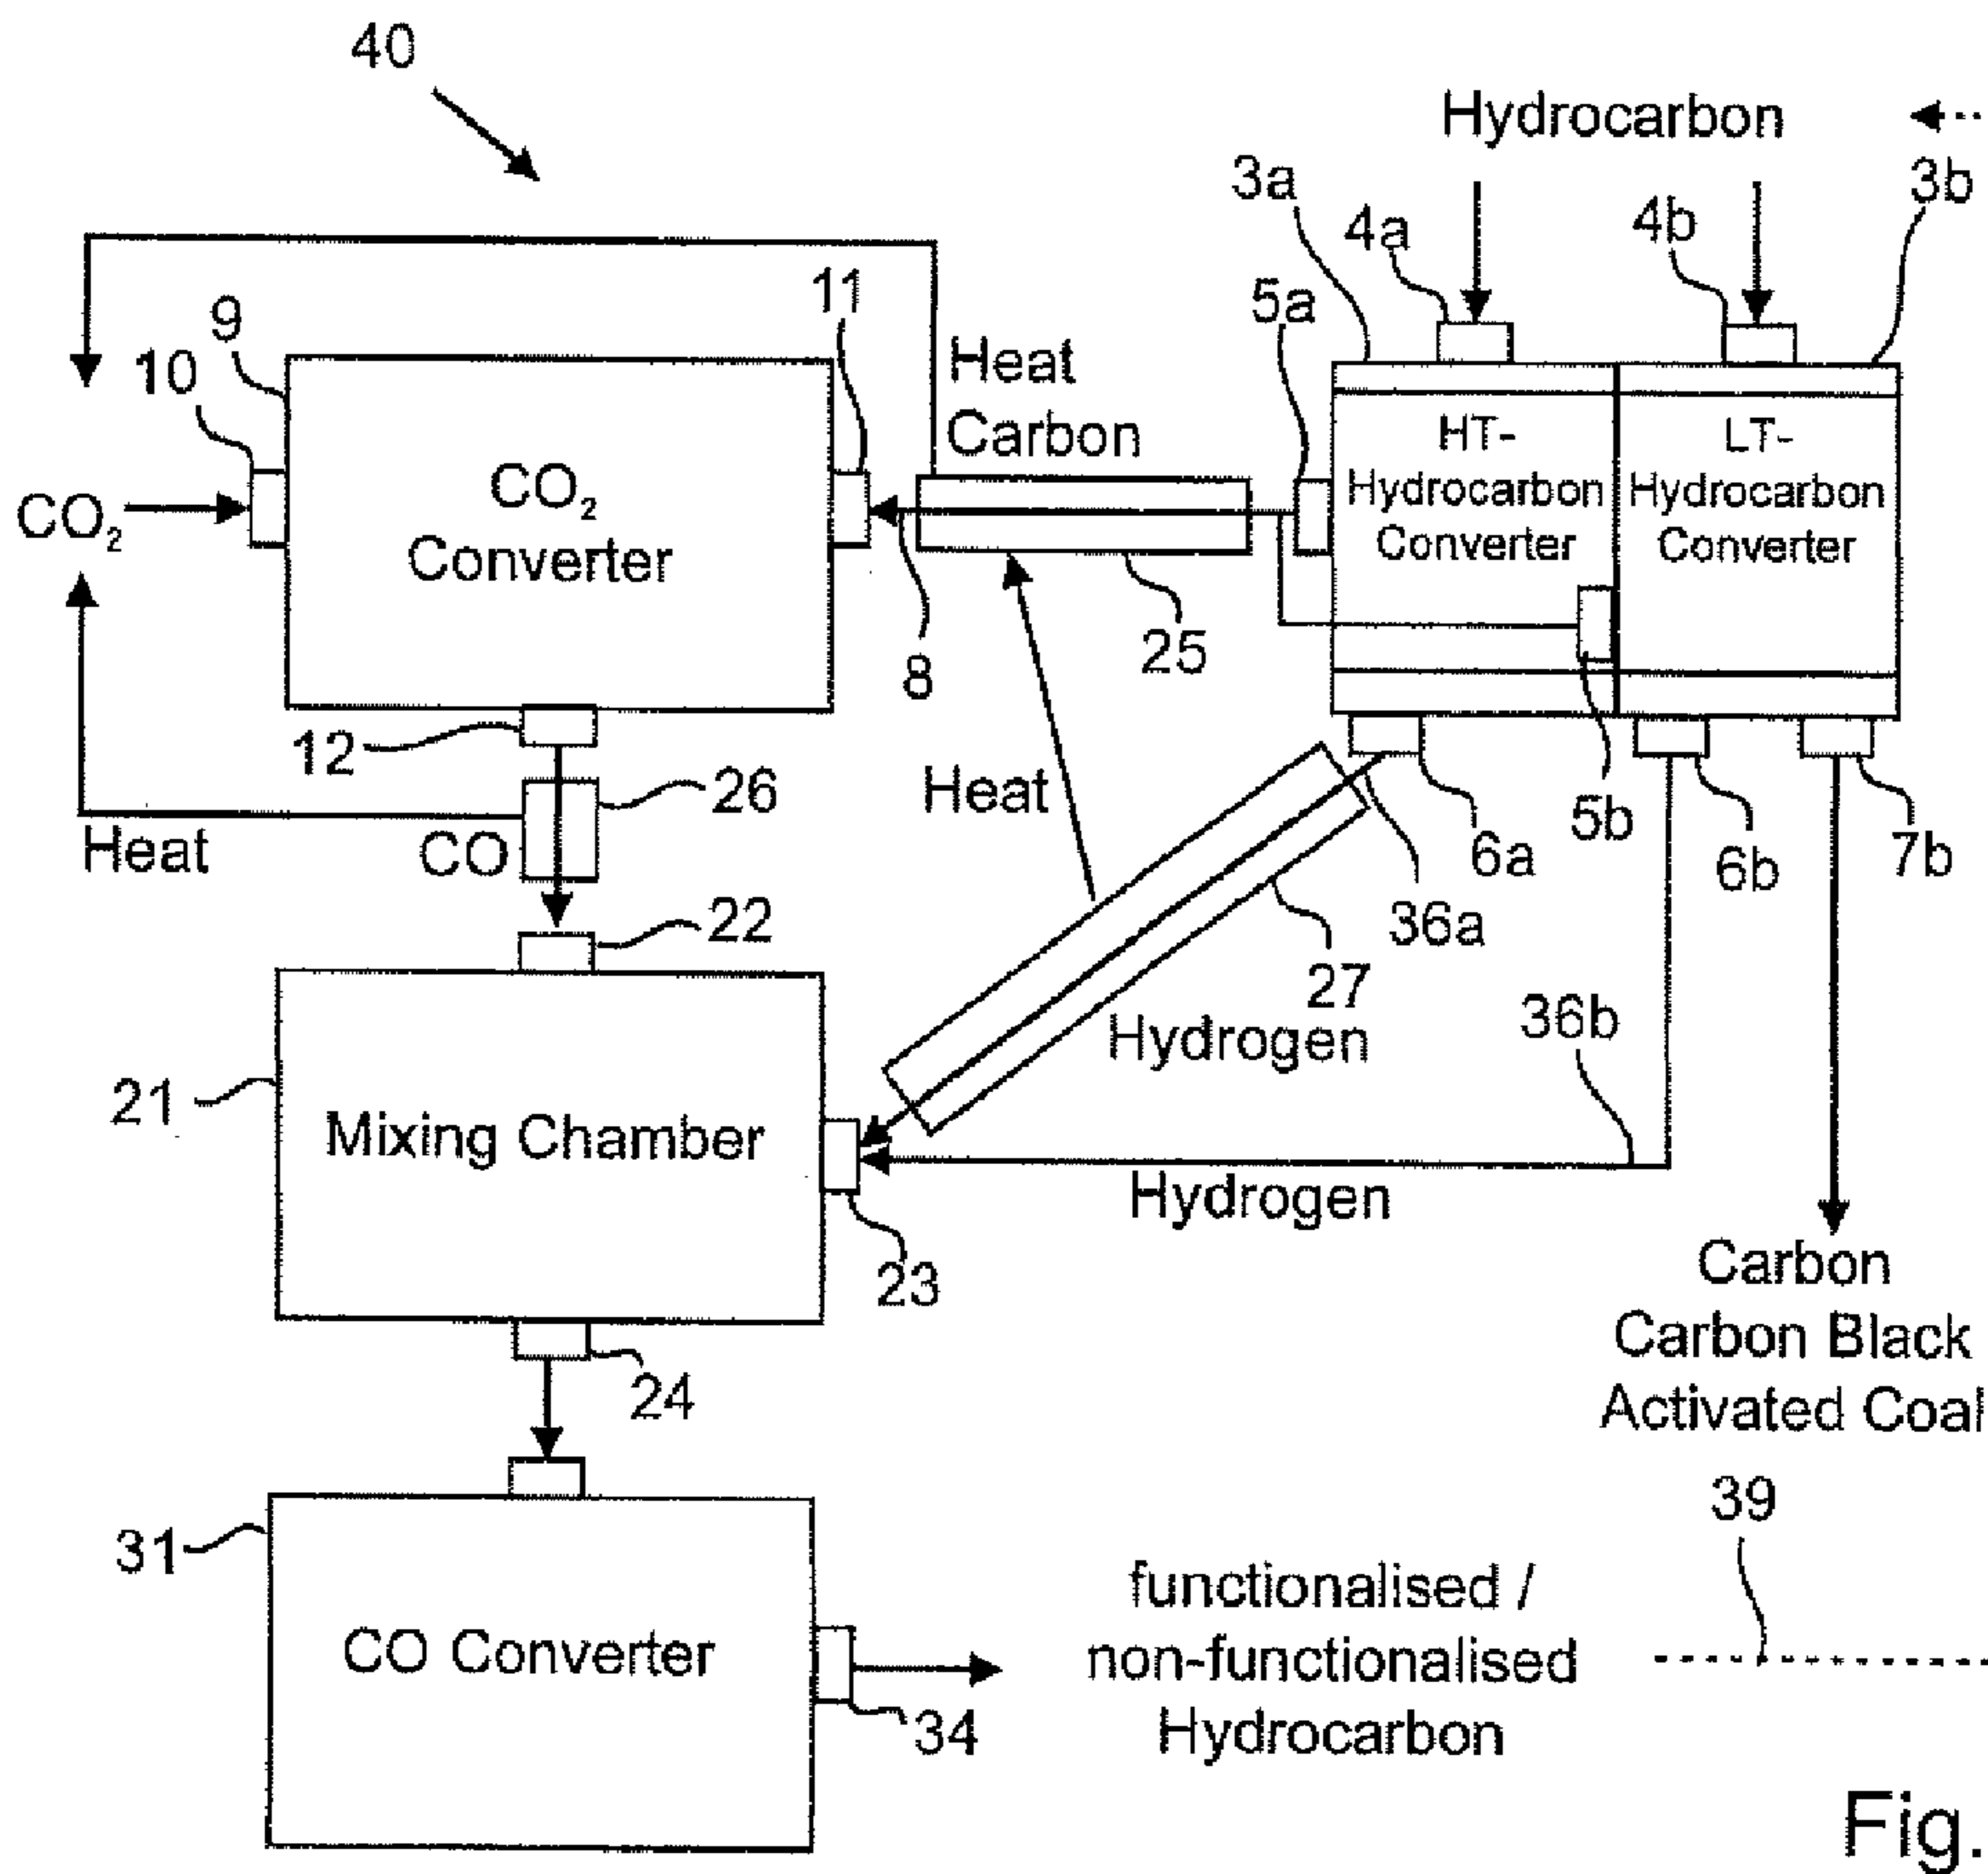 40
Hydrocarbon
3a
3b
4a
4b
5a
11
9
10
Heat
Carbon
CO₂
CO₂
Converter
HT-
Hydrocarbon
Converter
LT-
Hydrocarbon
Converter
8
25
12
26
Heat
CO
Heat
5b
6a
6b
7b
22
36a
27
Hydrogen
36b
21
Mixing Chamber
Hydrogen
23
24
Carbon
Carbon Black
Activated Coal
39
31
CO Converter
functionalised /
non-functionalised
Hydrocarbon
34
Fig.